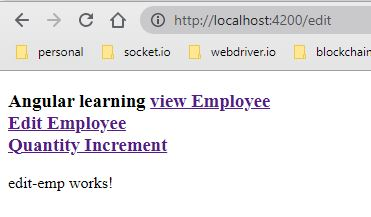 http://localhost:4200/edit
personal socket.io webdriver.io blockchain
Angular learning view Employee
Edit Employee
Quantity Increment
edit-emp works!